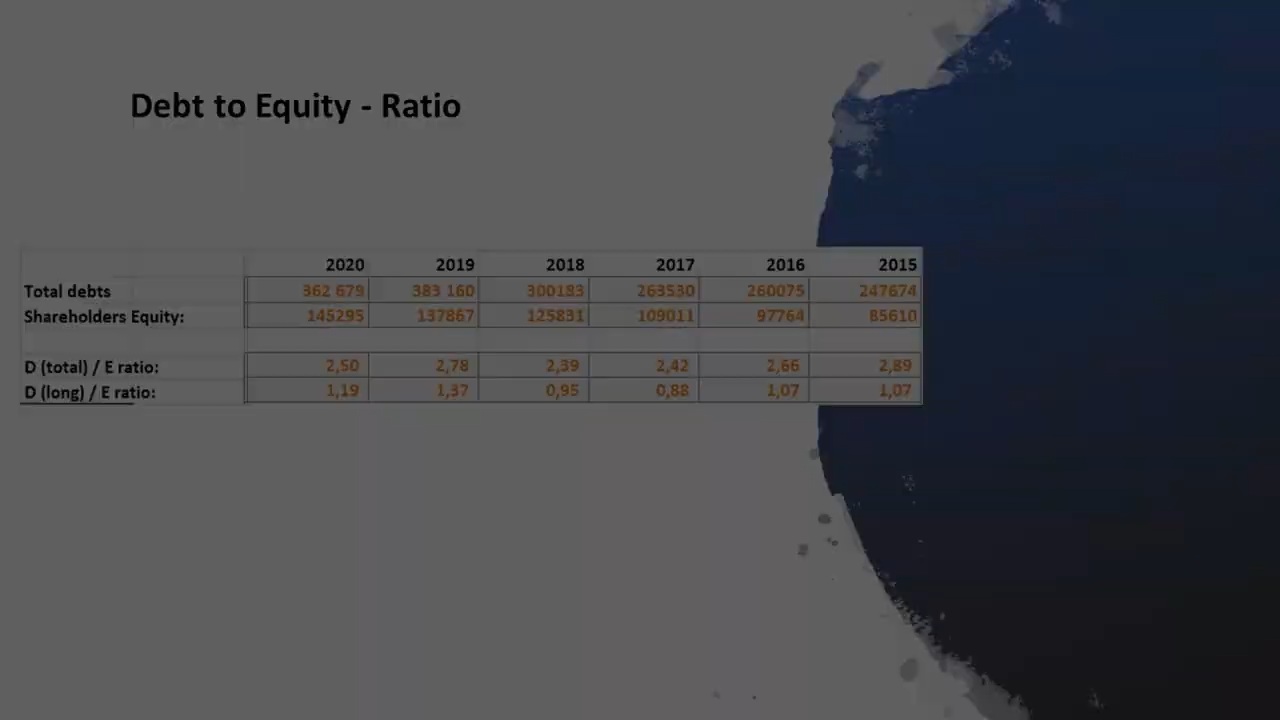 Debt to Equity - Ratio
2020 2019 2018 2017 2016 2015
Total debts 362 679 383 160 300183 263530 260075 247674
Shareholders Equity: 145295 137867 125831 109011 97764 85610
D (total) / E ratio: 2,50 2,78 2,39 2,42 2,66 2,89
D (long) / E ratio: 1,19 1,37 0,95 0,88 1,07 1,07